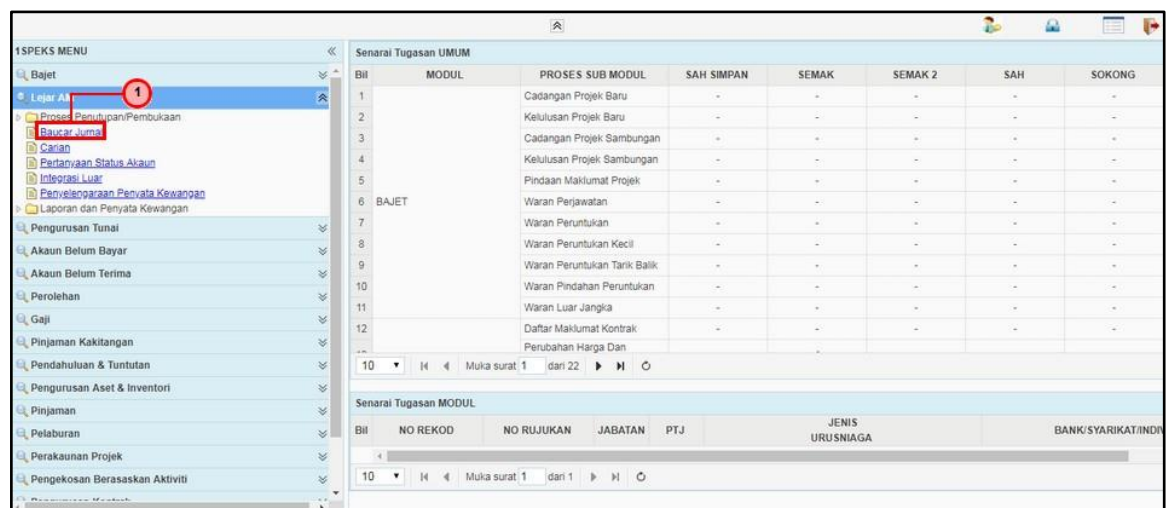 1SPEKS MENU
Bajet
Lejar AM
1
Proses Penutupan/Pembukaan
Baucar Jurnal
Carian
Pertanyaan Status Akaun
Integrasi Luar
Penyelengaraan Penyata Kewangan
Laporan dan Penyata Kewangan
Pengurusan Tunai
Akaun Belum Bayar
Akaun Belum Terima
Perolehan
Gaji
Pinjaman Kakitangan
Pendahuluan & Tuntutan
Pengurusan Aset & Inventori
Pinjaman
Pelaburan
Perakaunan Projek
Pengekosan Berasaskan Aktiviti
Senarai Tugasan UMUM
Bil MODUL PROSES SUB MODUL SAH SIMPAN SEMAK SEMAK 2 SAH SOKONG
1 Cadangan Projek Baru - - - - -
2 Kelulusan Projek Baru - - - - -
3 Cadangan Projek Sambungan - - - - -
4 Kelulusan Projek Sambungan - - - - -
5 Pindaan Maklumat Projek - - - - -
6 BAJET Waran Perjawatan - - - - -
7 Waran Peruntukan - - - - -
8 Waran Peruntukan Kecil - - - - -
9 Waran Peruntukan Tarik Balik - - - - -
10 Waran Pindahan Peruntukan - - - - -
11 Waran Luar Jangka - - - - -
12 Daftar Maklumat Kontrak - - - - -
Perubahan Harga Dan
10 Muka surat 1 dari 22
Senarai Tugasan MODUL
Bil NO REKOD NO RUJUKAN JABATAN PTJ JENIS URUSNIAGA BANK/SYARIKAT/INDIV
10 Muka surat 1 dari 1